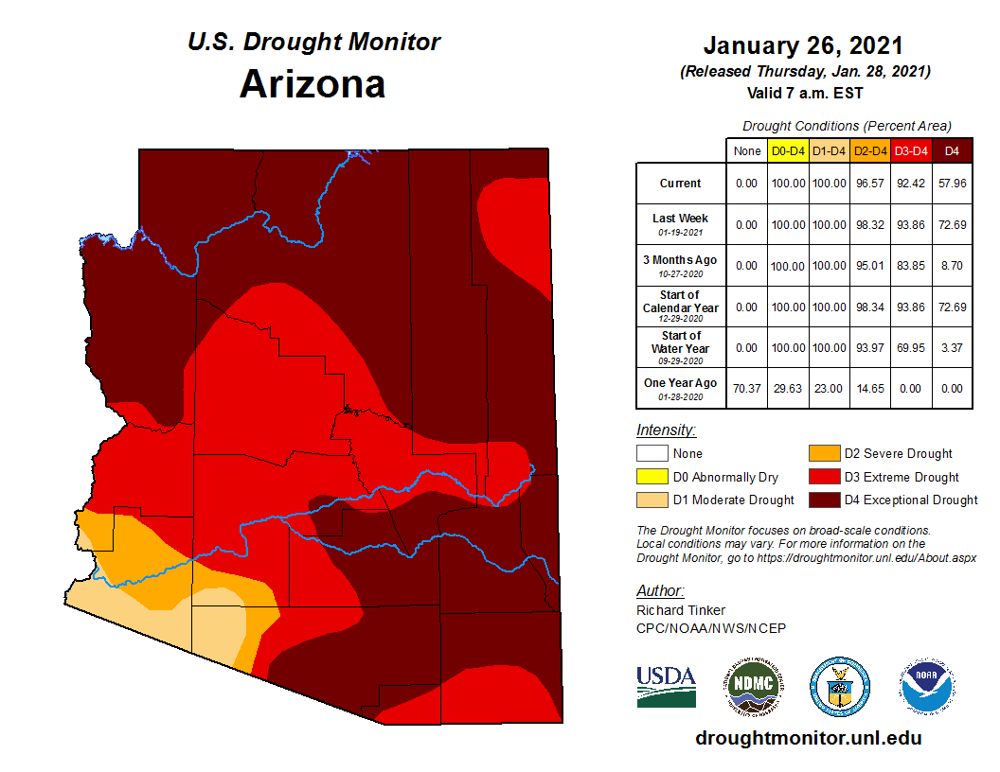 U.S. Drought Monitor
Arizona
January 26, 2021
(Released Thursday, Jan. 28, 2021)
Valid 7 a.m. EST
Drought Conditions (Percent Area)
None D0-D4 D1-D4 D2-D4 D3-D4 D4
Current 0.00 100.00 100.00 96.57 92.42 57.96
Last Week
01-19-2021
0.00 100.00 100.00 98.32 93.86 72.69
3 Months Ago
10-27-2020
0.00 100.00 100.00 95.01 83.85 8.70
Start of
Calendar Year
12-29-2020
0.00 100.00 100.00 98.34 93.86 72.69
Start of
Water Year
09-29-2020
0.00 100.00 100.00 93.97 69.95 3.37
One Year Ago
01-28-2020
70.37 29.63 23.00 14.65 0.00 0.00
Intensity:
None
D0 Abnormally Dry
D1 Moderate Drought
D2 Severe Drought
D3 Extreme Drought
D4 Exceptional Drought
The Drought Monitor focuses on broad-scale conditions.
Local conditions may vary. For more information on the
Drought Monitor, go to https://droughtmonitor.unl.edu/About.aspx
Author:
Richard Tinker
CPC/NOAA/NWS/NCEP
USDA
NDMC
NOAA
droughtmonitor.unl.edu